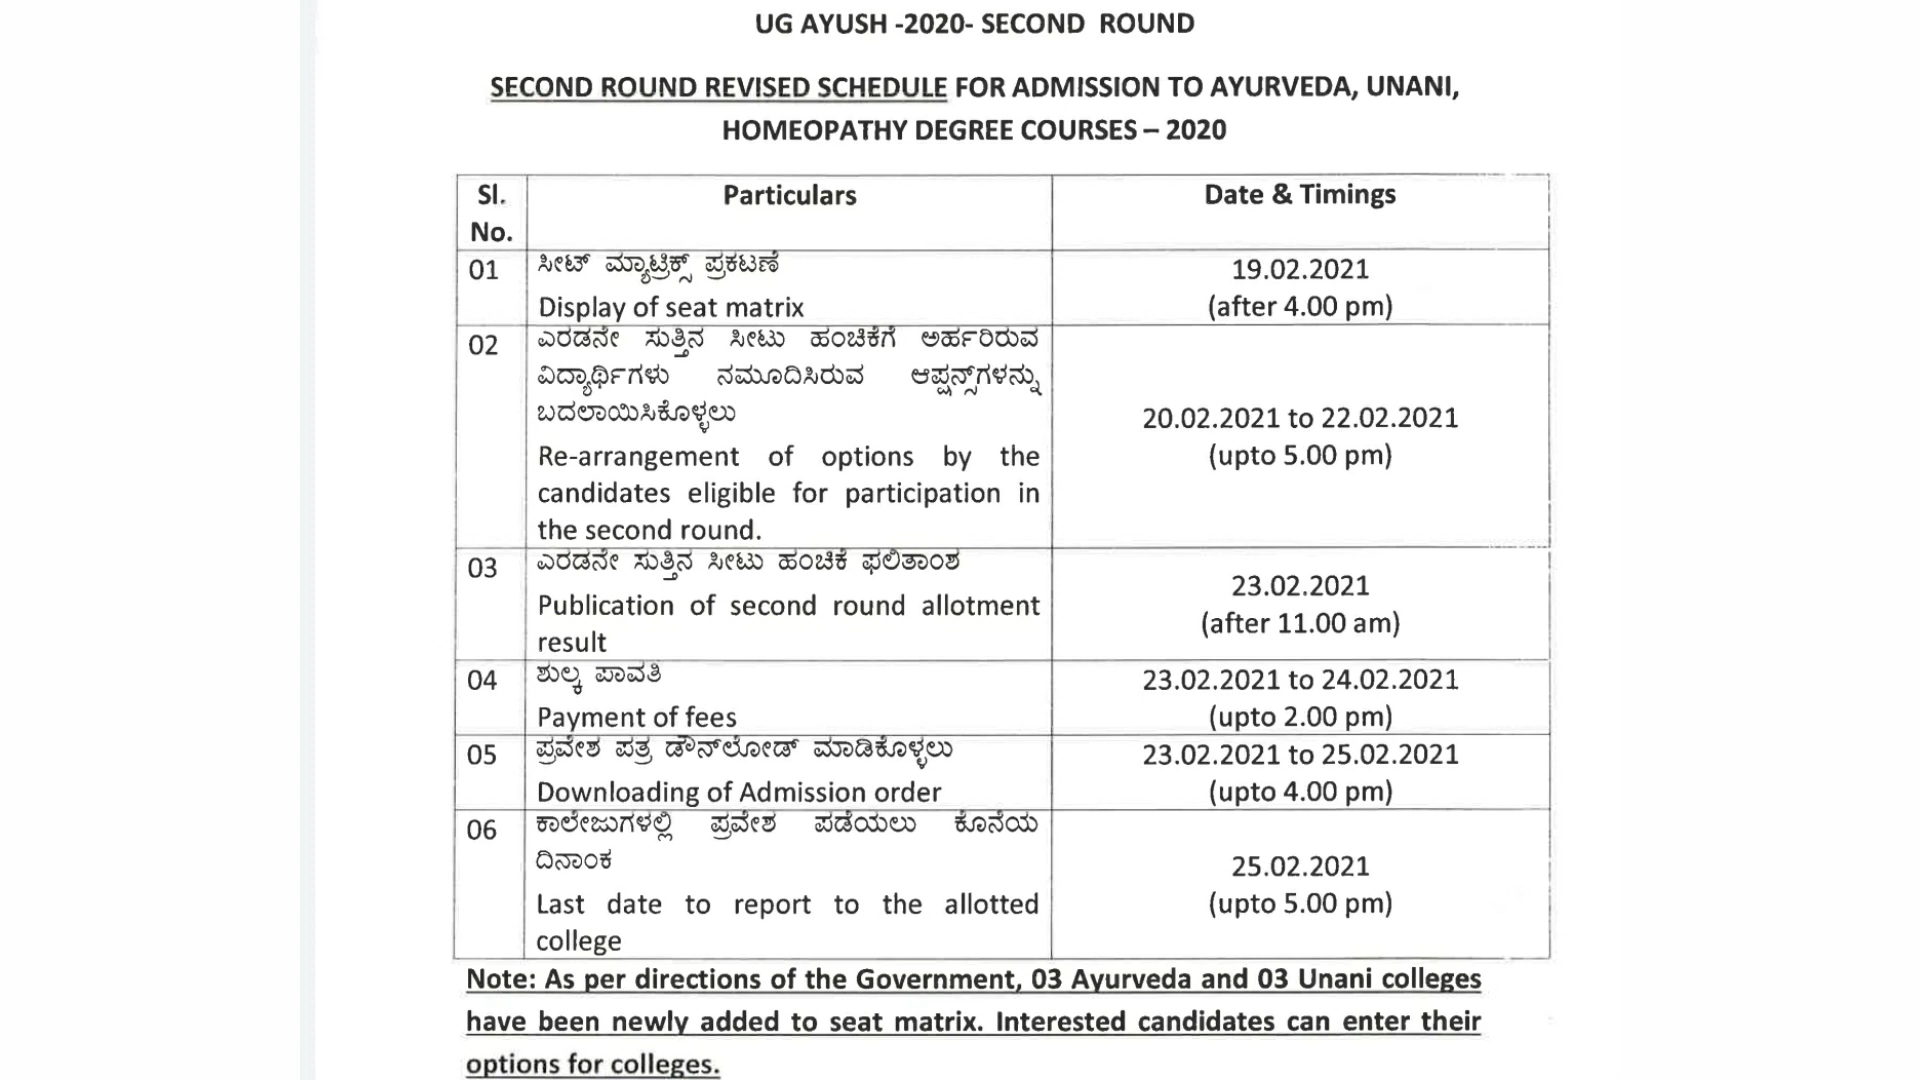 UG AYUSH -2020- SECOND ROUND
SECOND ROUND REVISED SCHEDULE FOR ADMISSION TO AYURVEDA, UNANI,
HOMEOPATHY DEGREE COURSES – 2020
Sl. No.
Particulars
Date & Timings
01
ಸೀಟ್ ಮ್ಯಾಟ್ರಿಕ್ಸ್ ಪ್ರಕಟಣೆ
Display of seat matrix
19.02.2021
(after 4.00 pm)
02
ಎರಡನೇ ಸುತ್ತಿನ ಸೀಟು ಹಂಚಿಕೆಗೆ ಅರ್ಹರಿರುವ
ವಿದ್ಯಾರ್ಥಿಗಳು ನಮೂದಿಸಿರುವ ಆಪ್ಷನ್ಸ್‌ಗಳನ್ನು
ಬದಲಾಯಿಸಿಕೊಳ್ಳಲು
Re-arrangement of options by the
candidates eligible for participation in
the second round.
20.02.2021 to 22.02.2021
(upto 5.00 pm)
03
ಎರಡನೇ ಸುತ್ತಿನ ಸೀಟು ಹಂಚಿಕೆ ಫಲಿತಾಂಶ
Publication of second round allotment
result
23.02.2021
(after 11.00 am)
04
ಶುಲ್ಕ ಪಾವತಿ
Payment of fees
23.02.2021 to 24.02.2021
(upto 2.00 pm)
05
ಪ್ರವೇಶ ಪತ್ರ ಡೌನ್‌ಲೋಡ್ ಮಾಡಿಕೊಳ್ಳಲು
Downloading of Admission order
23.02.2021 to 25.02.2021
(upto 4.00 pm)
06
ಕಾಲೇಜುಗಳಲ್ಲಿ ಪ್ರವೇಶ ಪಡೆಯಲು ಕೊನೆಯ
ದಿನಾಂಕ
Last date to report to the allotted
college
25.02.2021
(upto 5.00 pm)
Note: As per directions of the Government, 03 Ayurveda and 03 Unani colleges
have been newly added to seat matrix. Interested candidates can enter their
options for colleges.